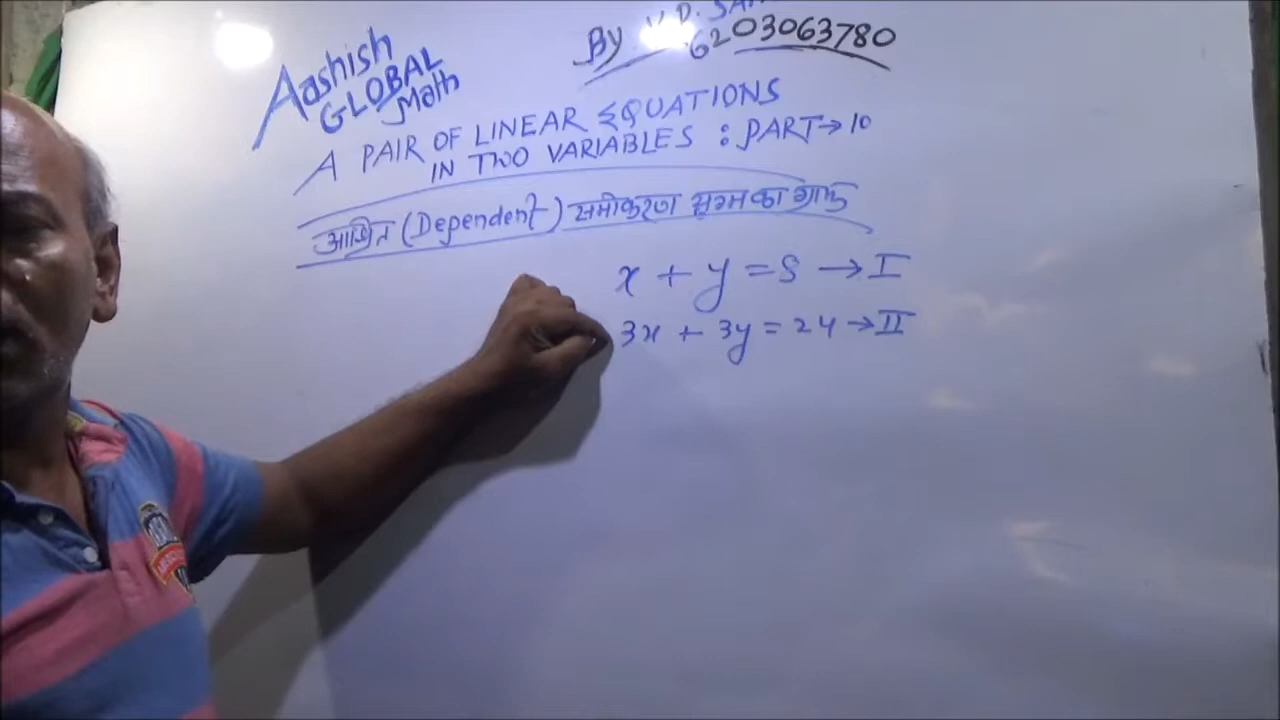 Aashish
GLOBAL
Math
By V.D.
6203063780
A PAIR OF LINEAR EQUATIONS
IN TWO VARIABLES : PART → 10
आश्रित (Dependent) समीकरण युग्म का ग्राफ
x + y = 8 → I
3x + 3y = 24 → II